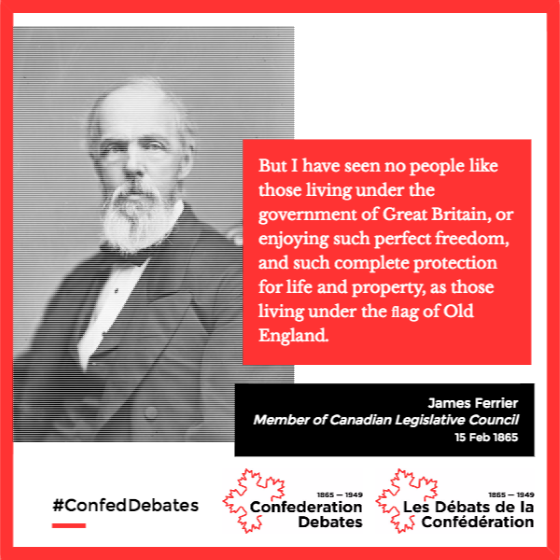 But I have seen no people like
those living under the
government of Great Britain, or
enjoying such perfect freedom,
and such complete protection
for life and property, as those
living under the flag of Old
England.
James Ferrier
Member of Canadian Legislative Council
15 Feb 1865
#ConfedDebates
1865 — 1949
Confederation
Debates
1865 — 1949
Les Débats de la
Confédération